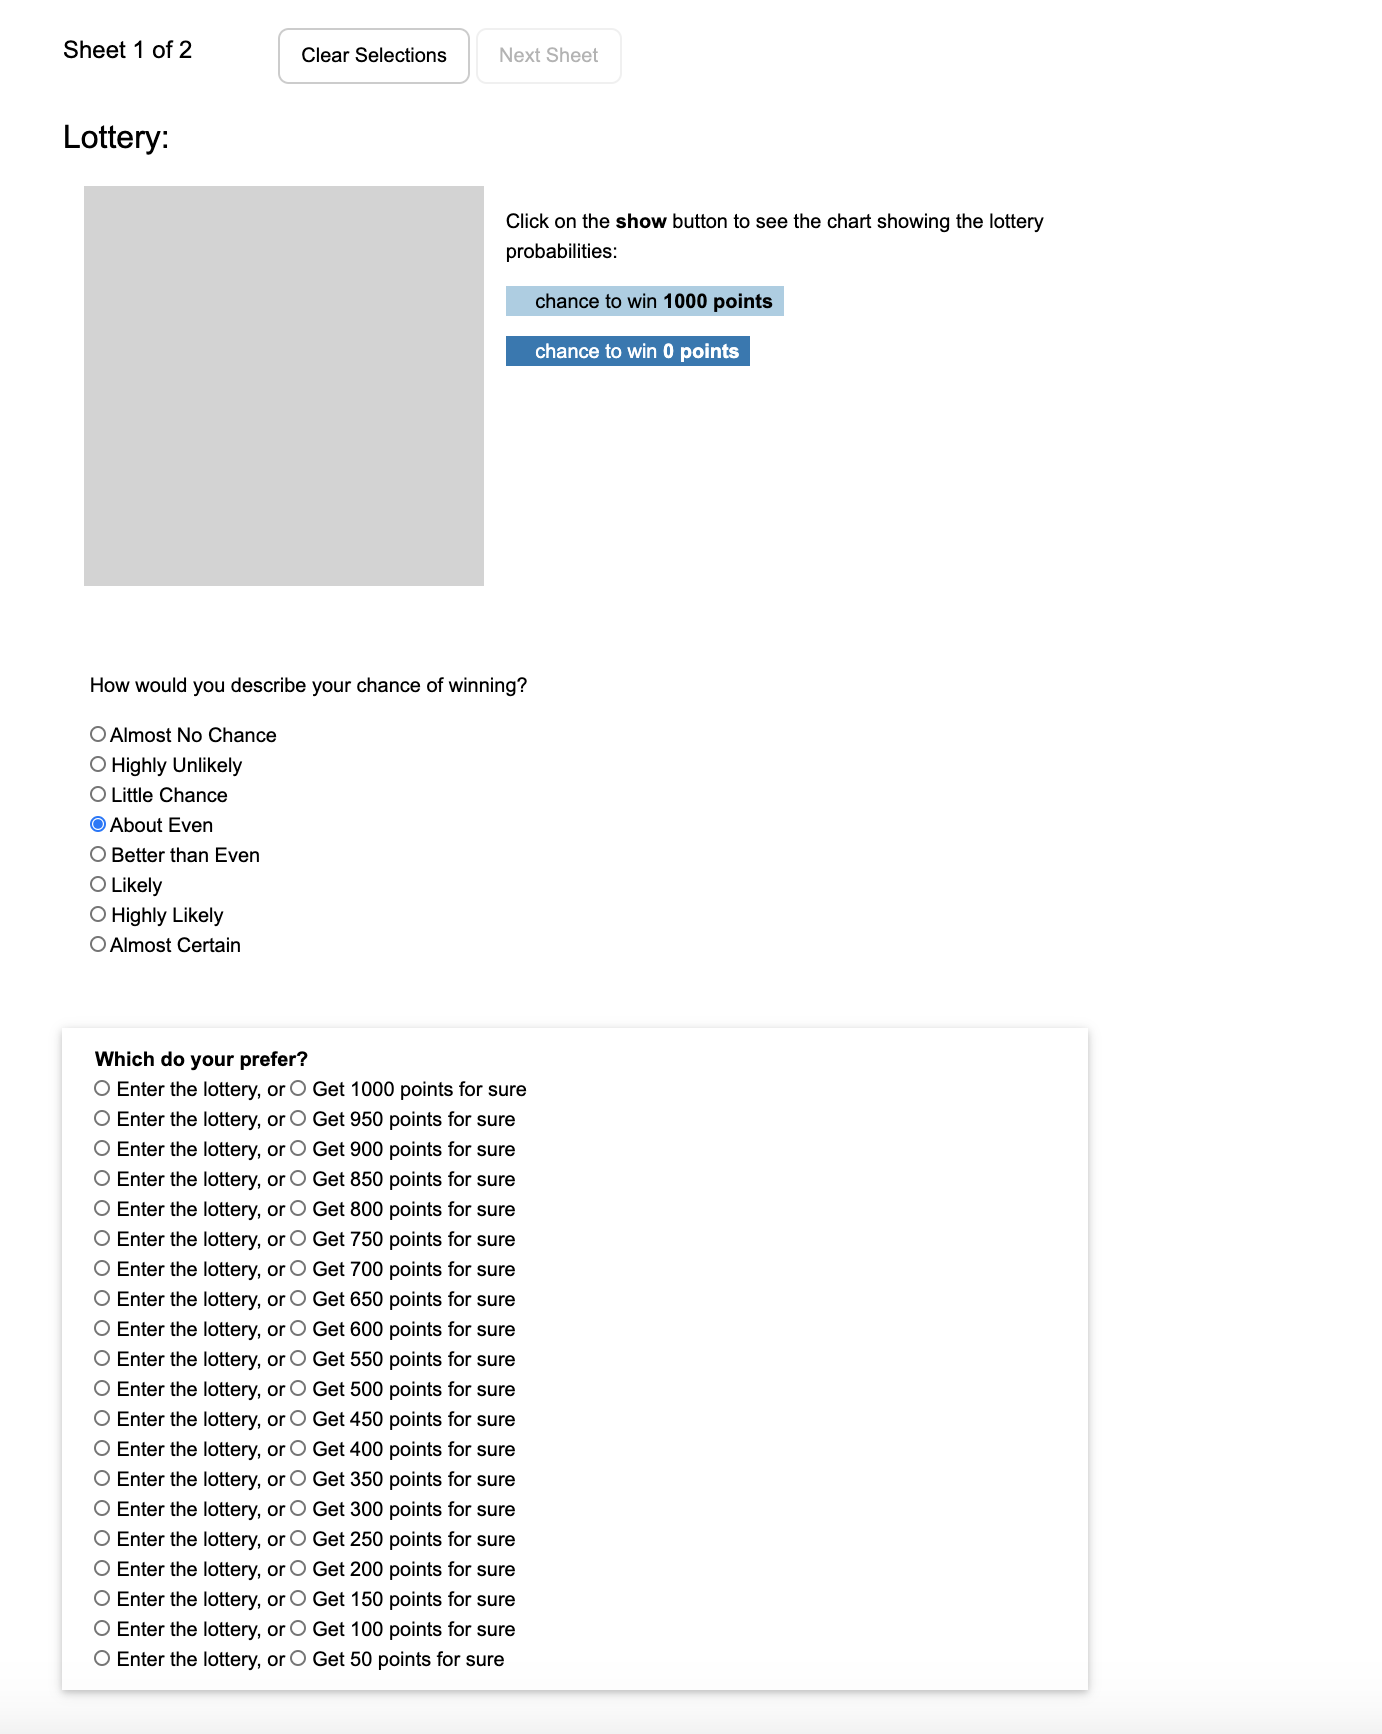 Sheet 1 of 2
Clear Selections
Next Sheet
Lottery:
Click on the show button to see the chart showing the lottery
probabilities:
chance to win 1000 points
chance to win 0 points
How would you describe your chance of winning?
Almost No Chance
Highly Unlikely
Little Chance
About Even
Better than Even
Likely
Highly Likely
Almost Certain
Which do your prefer?
Enter the lottery, or Get 1000 points for sure
Enter the lottery, or Get 950 points for sure
Enter the lottery, or Get 900 points for sure
Enter the lottery, or Get 850 points for sure
Enter the lottery, or Get 800 points for sure
Enter the lottery, or Get 750 points for sure
Enter the lottery, or Get 700 points for sure
Enter the lottery, or Get 650 points for sure
Enter the lottery, or Get 600 points for sure
Enter the lottery, or Get 550 points for sure
Enter the lottery, or Get 500 points for sure
Enter the lottery, or Get 450 points for sure
Enter the lottery, or Get 400 points for sure
Enter the lottery, or Get 350 points for sure
Enter the lottery, or Get 300 points for sure
Enter the lottery, or Get 250 points for sure
Enter the lottery, or Get 200 points for sure
Enter the lottery, or Get 150 points for sure
Enter the lottery, or Get 100 points for sure
Enter the lottery, or Get 50 points for sure